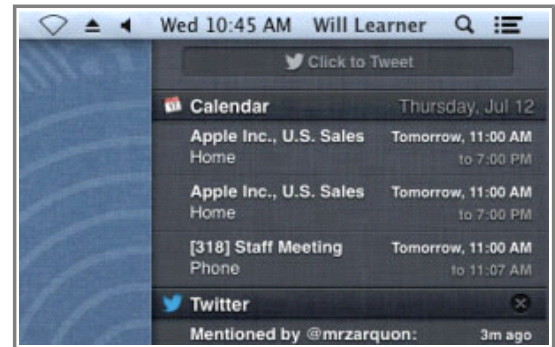 Wed 10:45 AM Will Learner
Click to Tweet
Calendar Thursday, Jul 12
Apple Inc., U.S. Sales Tomorrow, 11:00 AM
Home to 7:00 PM
Apple Inc., U.S. Sales Tomorrow, 11:00 AM
Home to 7:00 PM
[318] Staff Meeting Tomorrow, 11:00 AM
Phone to 11:07 AM
Twitter
Mentioned by @mrzarquon: 3m ago